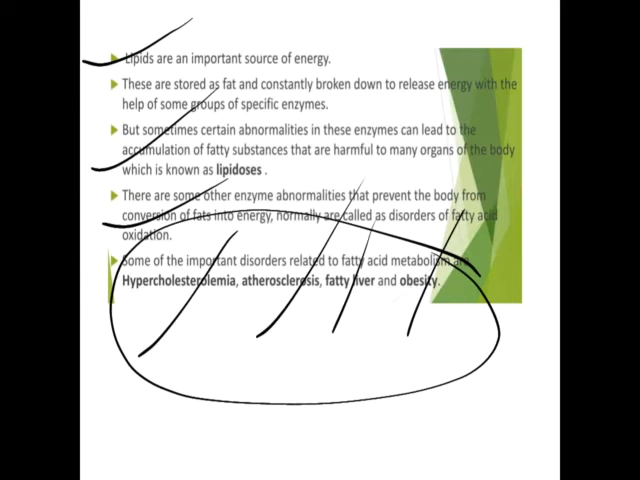 Lipids are an important source of energy.
These are stored as fat and constantly broken down to release energy with the
help of some groups of specific enzymes.
But sometimes certain abnormalities in these enzymes can lead to the
accumulation of fatty substances that are harmful to many organs of the body
which is known as lipidoses .
There are some other enzyme abnormalities that prevent the body from
conversion of fats into energy, normally are called as disorders of fatty acid
oxidation.
Some of the important disorders related to fatty acid metabolism are
Hypercholesterolemia, atherosclerosis, fatty liver and obesity.